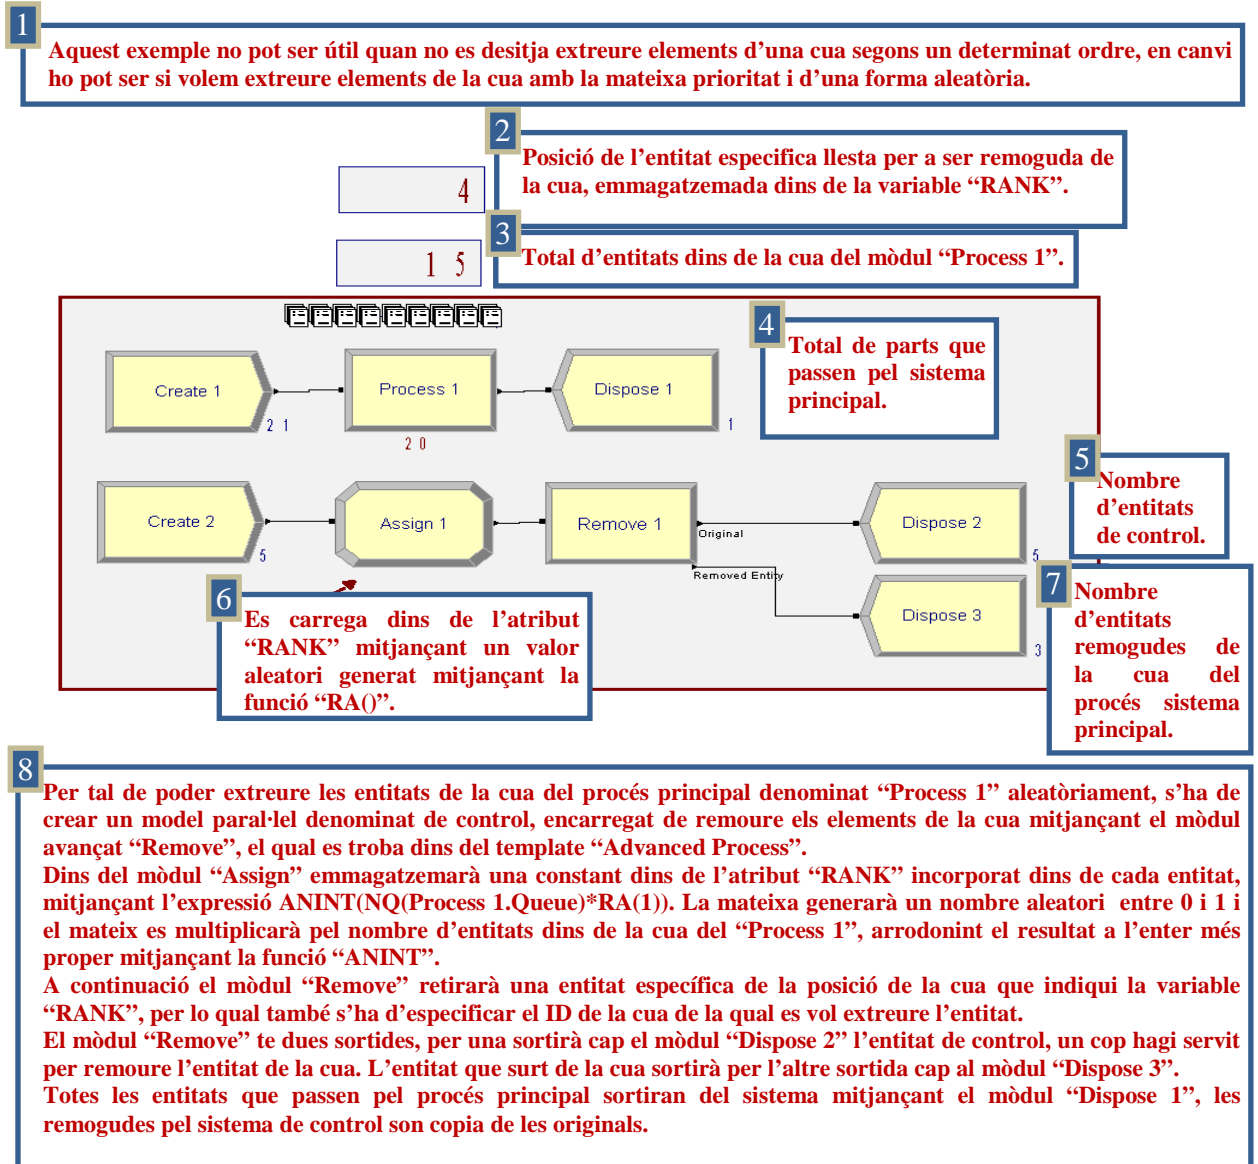 1
Aquest exemple no pot ser útil quan no es desitja extreure elements d’una cua segons un determinat ordre, en canvi
ho pot ser si volem extreure elements de la cua amb la mateixa prioritat i d’una forma aleatòria.
2
Posició de l’entitat especifica llesta per a ser remoguda de
la cua, emmagatzemada dins de la variable “RANK”.
4
3
Total d’entitats dins de la cua del mòdul “Process 1”.
1 5
4
Total de parts que
passen pel sistema
principal.
Create 1
2 1
Process 1
2 0
Dispose 1
1
5
Nombre
d’entitats
de control.
Create 2
5
Assign 1
Remove 1
Original
Removed Entity
Dispose 2
5
Dispose 3
3
6
Es carrega dins de l’atribut
“RANK” mitjançant un valor
aleatori generat mitjançant la
funció “RA()”.
7
Nombre
d’entitats
remogudes de
la cua del
procés sistema
principal.
8
Per tal de poder extreure les entitats de la cua del procés principal denominat “Process 1” aleatòriament, s’ha de
crear un model paral·lel denominat de control, encarregat de remoure els elements de la cua mitjançant el mòdul
avançat “Remove”, el qual es troba dins del template “Advanced Process”.
Dins del mòdul “Assign” emmagatzemarà una constant dins de l’atribut “RANK” incorporat dins de cada entitat,
mitjançant l’expressió ANINT(NQ(Process 1.Queue)*RA(1)). La mateixa generarà un nombre aleatori entre 0 i 1 i
el mateix es multiplicarà pel nombre d’entitats dins de la cua del “Process 1”, arrodonint el resultat a l’enter més
proper mitjançant la funció “ANINT”.
A continuació el mòdul “Remove” retirarà una entitat específica de la posició de la cua que indiqui la variable
“RANK”, per lo qual també s’ha d’especificar el ID de la cua de la qual es vol extreure l’entitat.
El mòdul “Remove” te dues sortides, per una sortirà cap el mòdul “Dispose 2” l’entitat de control, un cop hagi servit
per remoure l’entitat de la cua. L’entitat que surt de la cua sortirà per l’altre sortida cap al mòdul “Dispose 3”.
Totes les entitats que passen pel procés principal sortiran del sistema mitjançant el mòdul “Dispose 1”, les
remogudes pel sistema de control son copia de les originals.